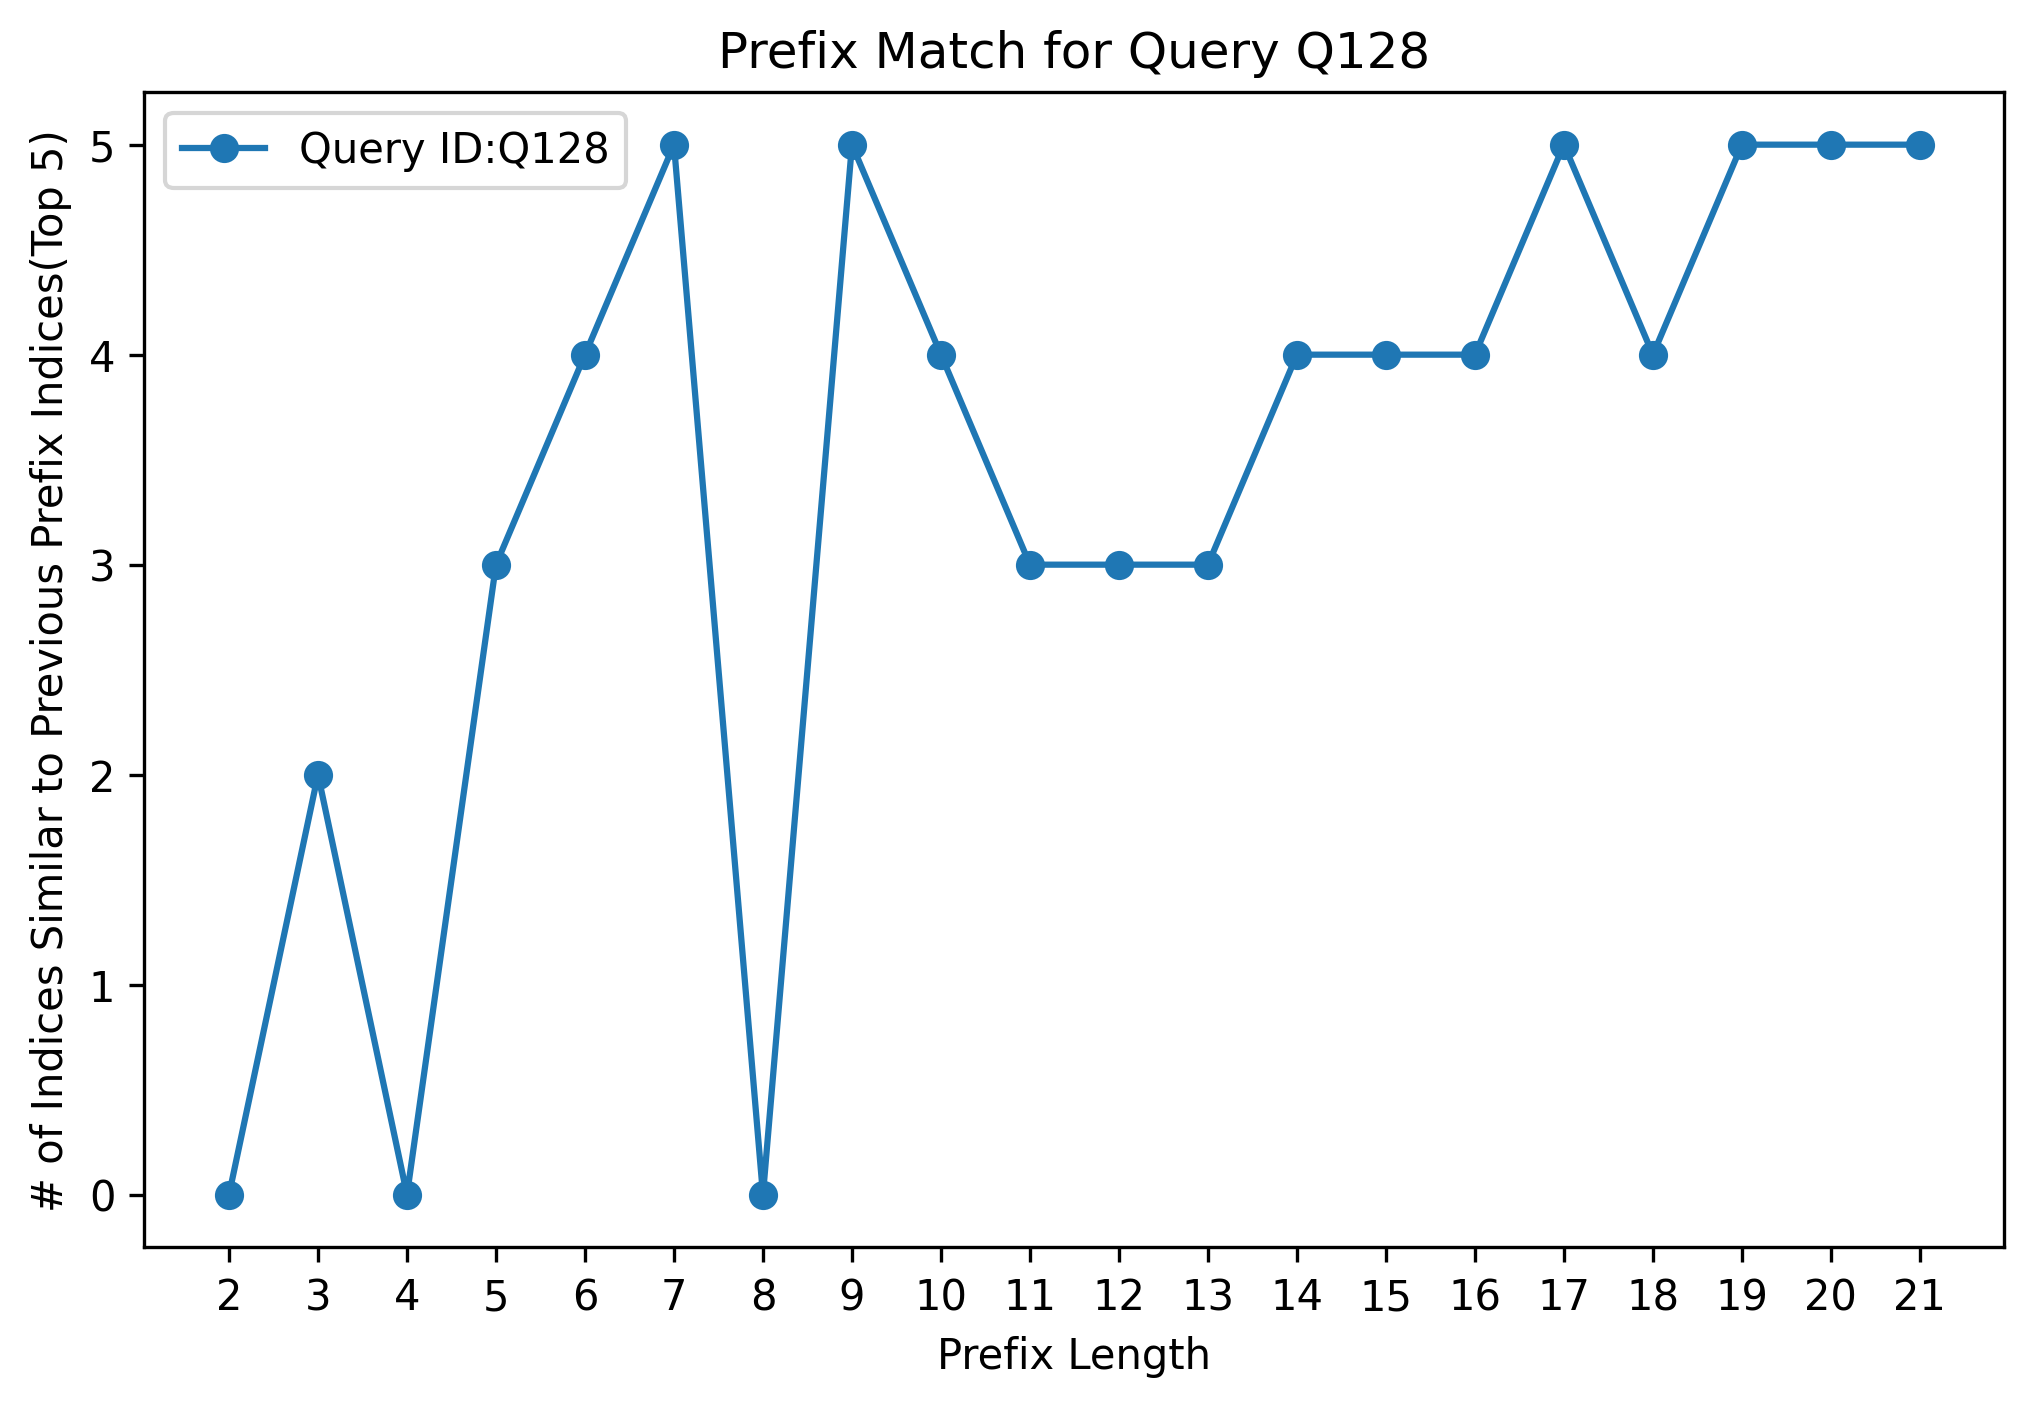 Prefix Match for Query Q128
Query ID:Q128
# of Indices Similar to Previous Prefix Indices(Top 5)
5
4
3
2
1
0
2 3 4 5 6 7 8 9 10 11 12 13 14 15 16 17 18 19 20 21
Prefix Length